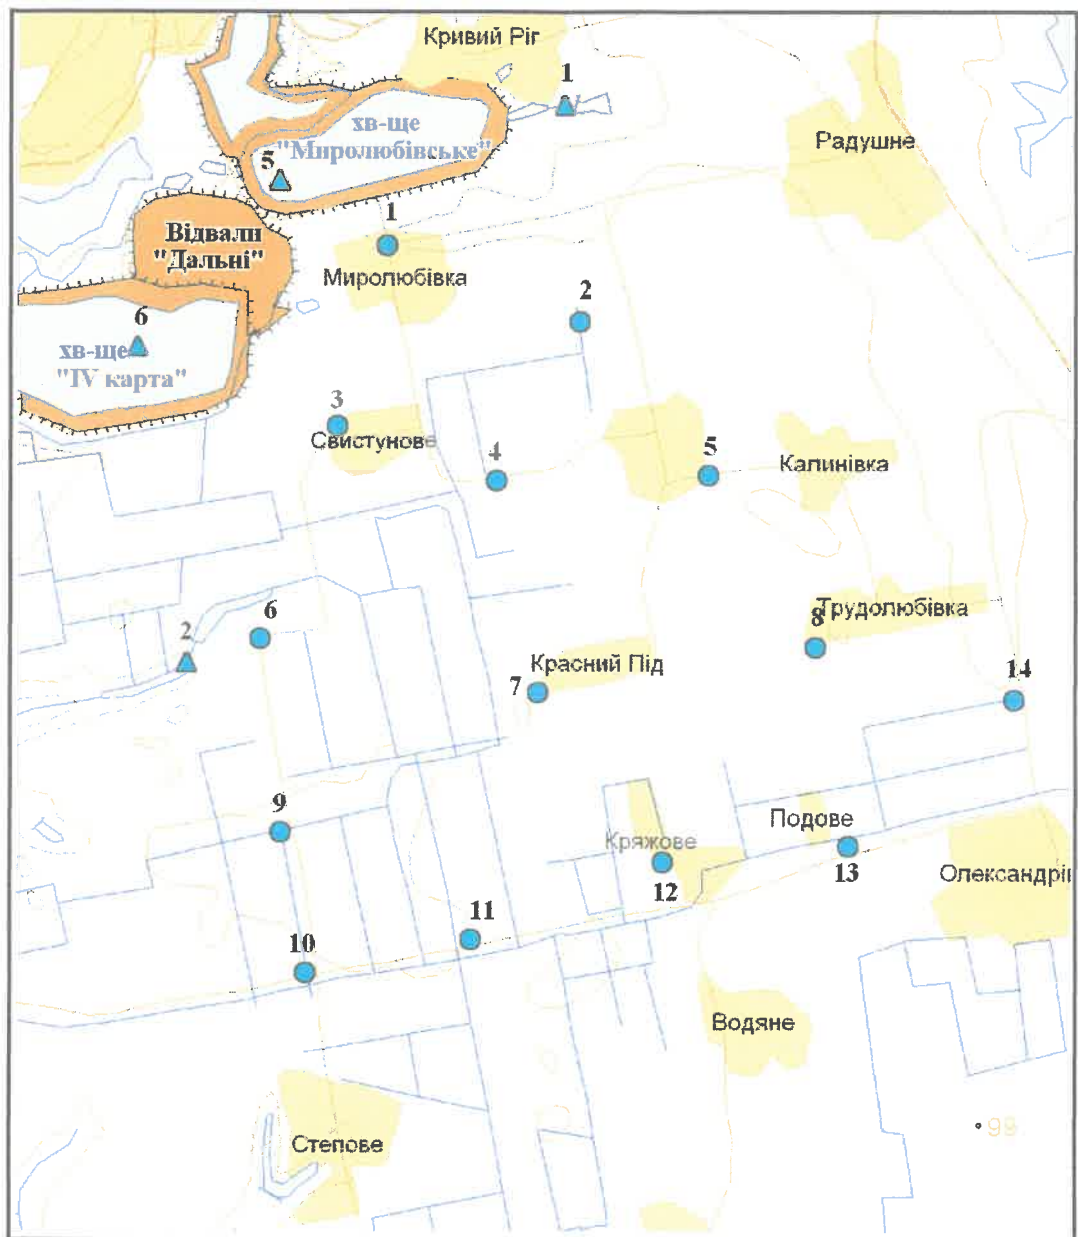 Кривий Ріг
1
хв-ще
"Миролюбівське"
5
Радушне
1
Відвали
"Дальні"
Миролюбівка
2
6
хв-ще
"IV карта"
3
Свистунове
4
5
Калинівка
2
6
Трудолюбівка
8
Красний Під
7
14
9
Подове
Кряжове
12
13
Олександрів
11
10
Водяне
99
Степове